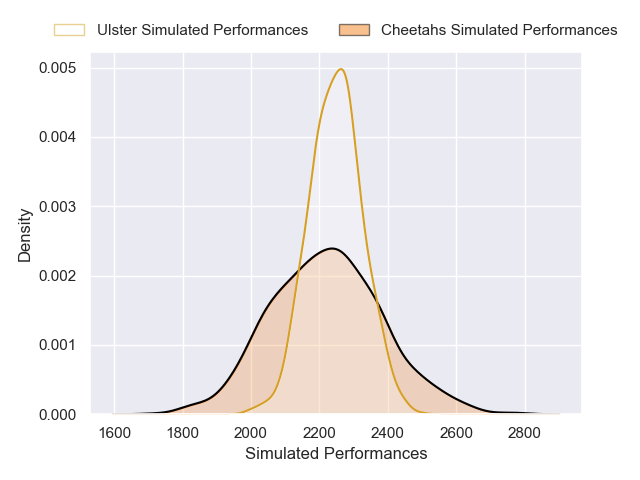 Ulster Simulated Performances
Cheetahs Simulated Performances
0.005
0.004
0.003
0.002
0.001
0.000
Density
1600 1800 2000 2200 2400 2600 2800
Simulated Performances